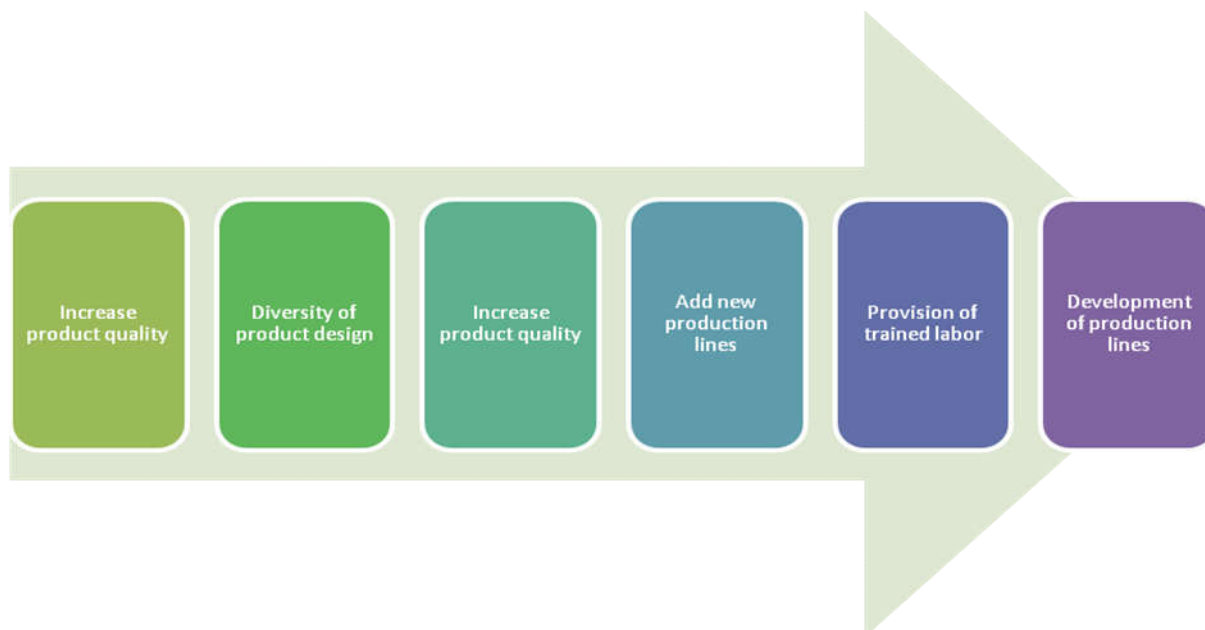 Increase
product quality
Diversity of
product design
Increase
product quality
Add new
production
lines
Provision of
trained labor
Development
of production
lines